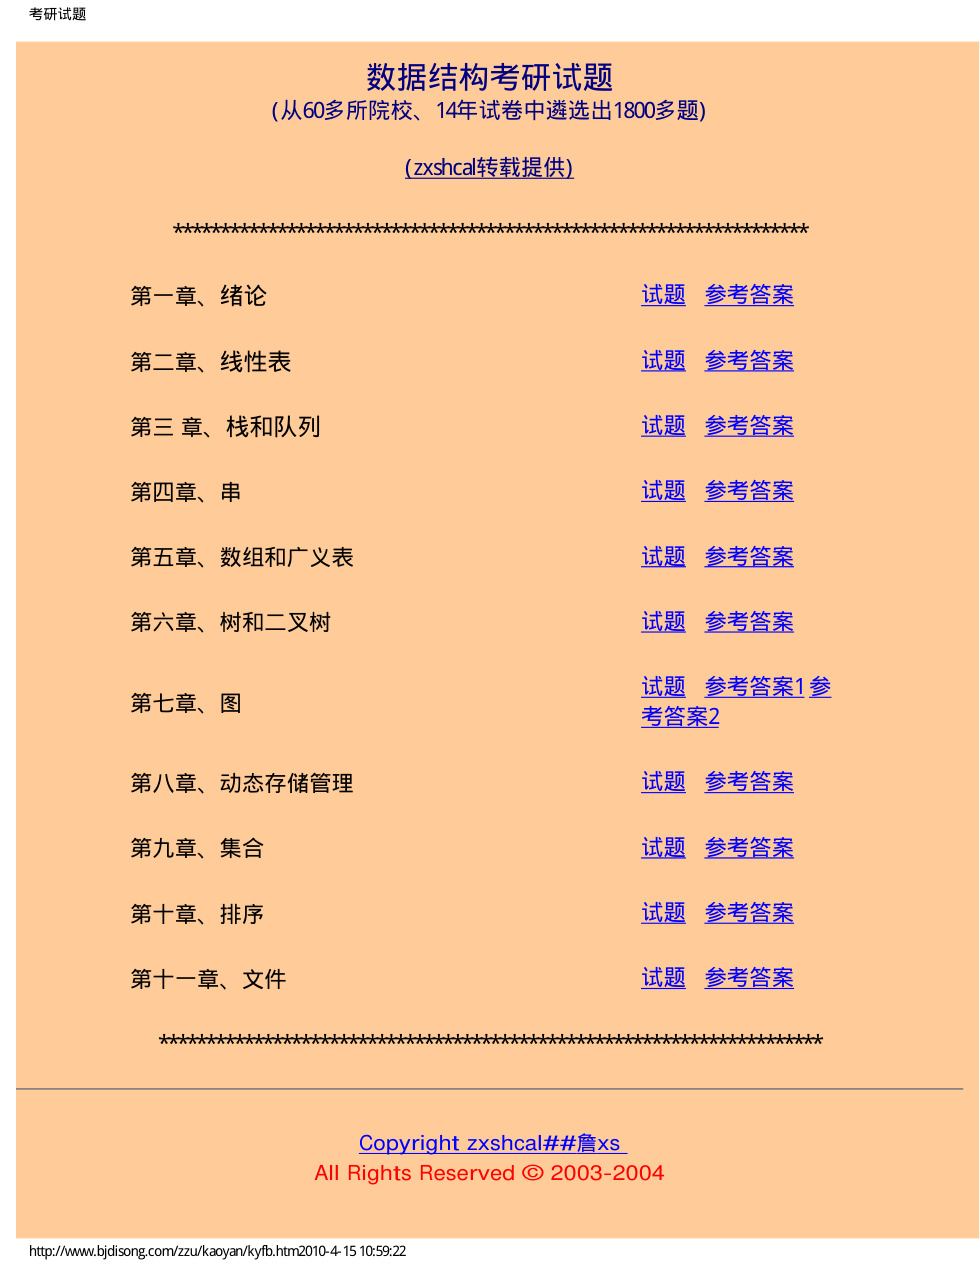 考研试题
数据结构考研试题
(从60多所院校、14年试卷中遴选出1800多题)
(zxshcal转载提供)
*******************************************************************
第一章、绪论 试题 参考答案
第二章、线性表 试题 参考答案
第三 章、栈和队列 试题 参考答案
第四章、串 试题 参考答案
第五章、数组和广义表 试题 参考答案
第六章、树和二叉树 试题 参考答案
第七章、图 试题 参考答案1 参
考答案2
第八章、动态存储管理 试题 参考答案
第九章、集合 试题 参考答案
第十章、排序 试题 参考答案
第十一章、文件 试题 参考答案
**********************************************************************
Copyright zxshcal##詹xs
All Rights Reserved © 2003-2004
http://www.bjdisong.com/zzu/kaoyan/kyfb.htm2010-4-15 10:59:22